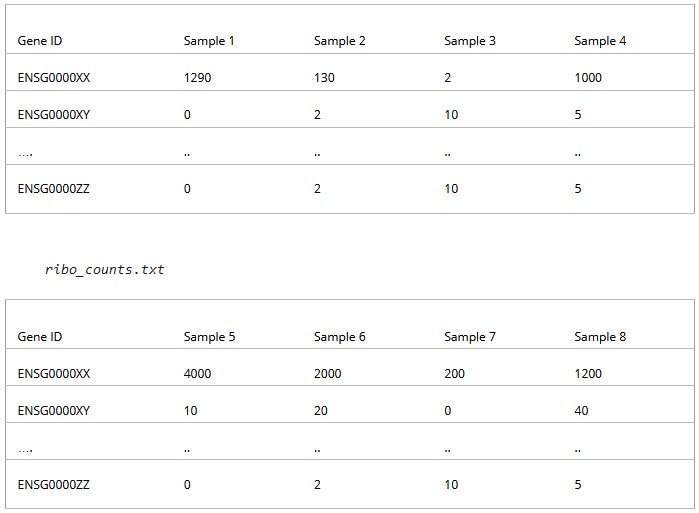 Gene ID Sample 1 Sample 2 Sample 3 Sample 4
ENSG0000XX 1290 130 2 1000
ENSG0000XY 0 2 10 5
.... .. .. .. ..
ENSG0000ZZ 0 2 10 5
ribo_counts.txt
Gene ID Sample 5 Sample 6 Sample 7 Sample 8
ENSG0000XX 4000 2000 200 1200
ENSG0000XY 10 20 0 40
.... .. .. .. ..
ENSG0000ZZ 0 2 10 5